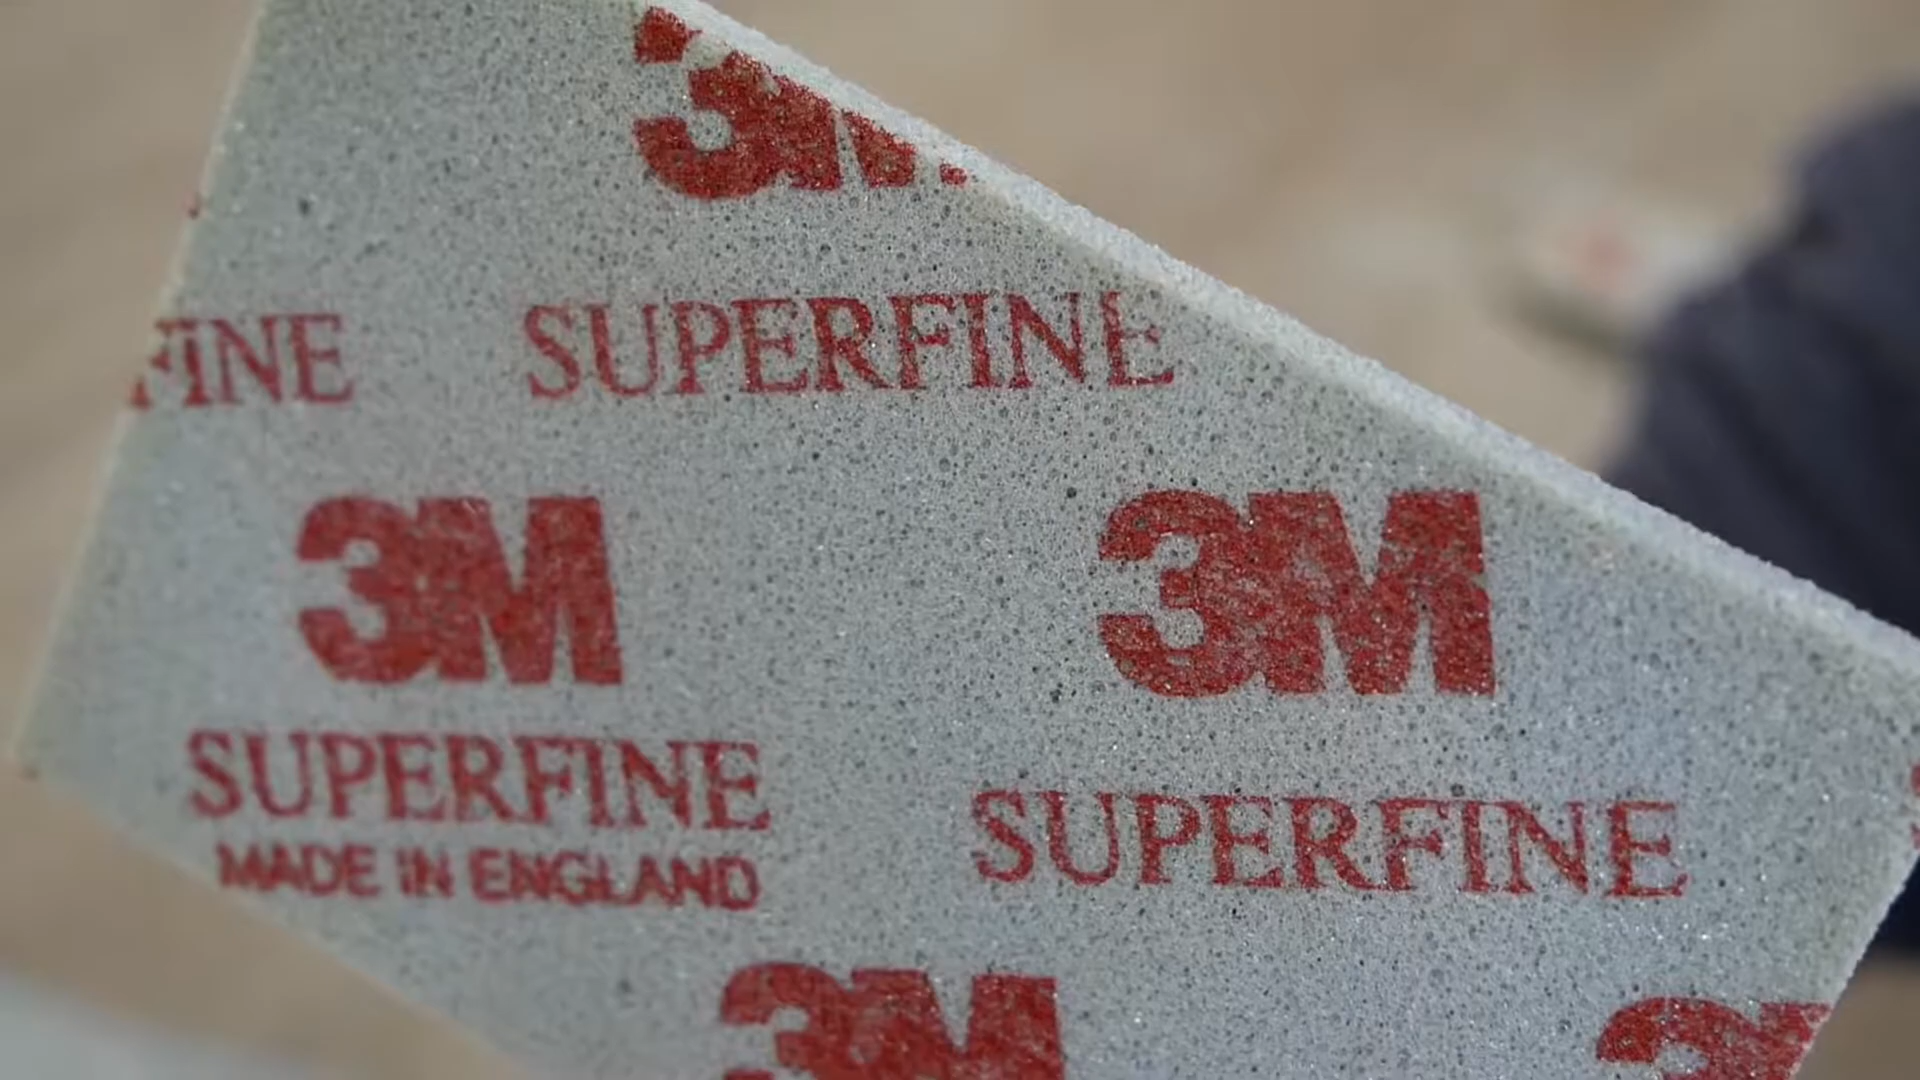 3M
FINE SUPERFINE
3M 3M
SUPERFINE SUPERFINE
MADE IN ENGLAND
3M